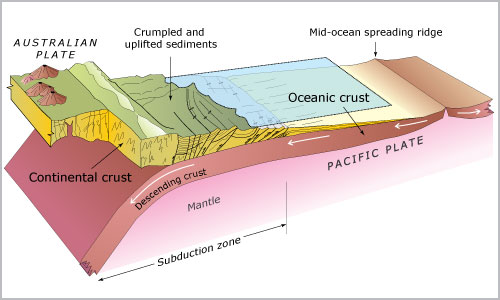 AUSTRALIAN
PLATE
Crumpled and
uplifted sediments
Mid-ocean spreading ridge
Oceanic crust
Continental crust
Descending crust
PACIFIC PLATE
Mantle
Subduction zone